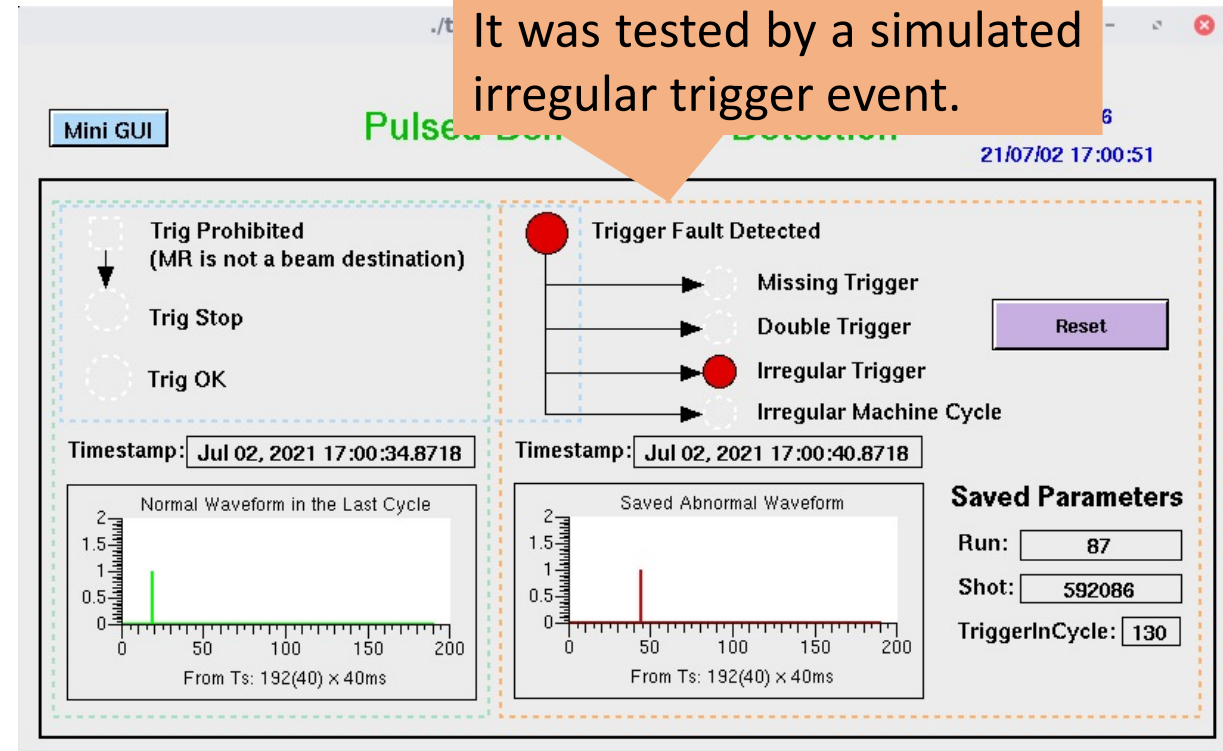 ./t
It was tested by a simulated
irregular trigger event.
Mini GUI
Pulsed
Detection
6
21/07/02 17:00:51
Trig Prohibited
(MR is not a beam destination)
Trig Stop
Trig OK
Trigger Fault Detected
Missing Trigger
Double Trigger
Irregular Trigger
Irregular Machine Cycle
Reset
Timestamp: Jul 02, 2021 17:00:34.8718
Normal Waveform in the Last Cycle
2
1.5
1
0.5
0
0 50 100 150 200
From Ts: 192(40) × 40ms
Timestamp: Jul 02, 2021 17:00:40.8718
Saved Abnormal Waveform
2
1.5
1
0.5
0
0 50 100 150 200
From Ts: 192(40) × 40ms
Saved Parameters
Run: 87
Shot: 592086
TriggerInCycle: 130